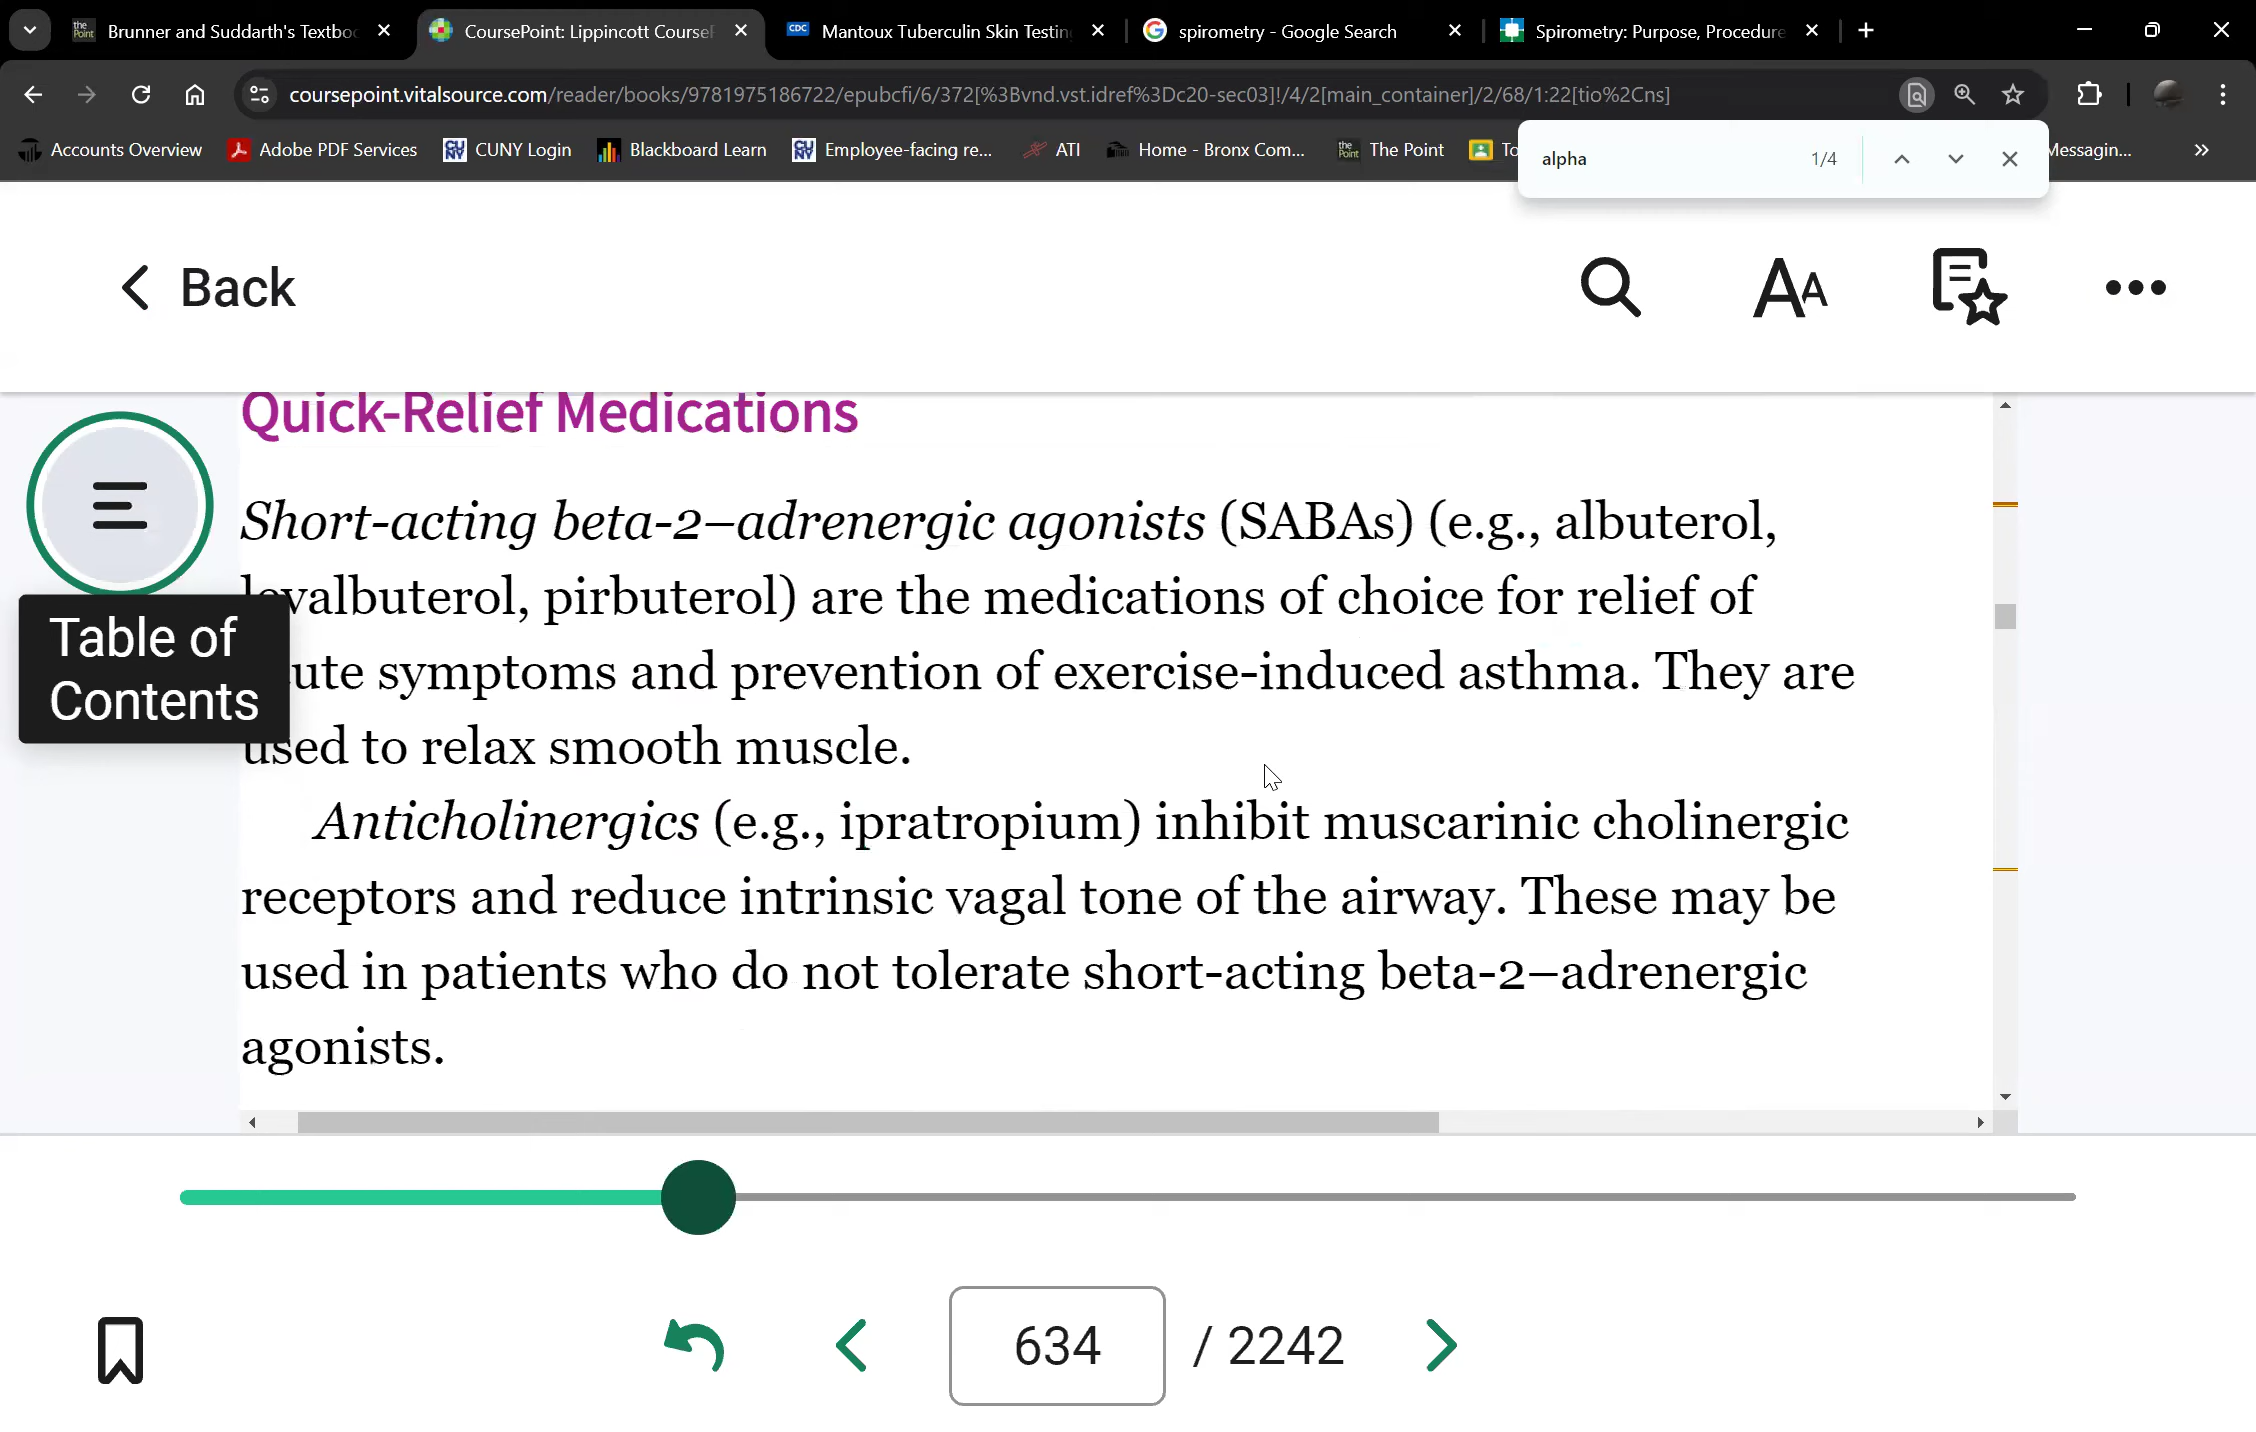 Brunner and Suddarth's Textbo
CoursePoint: Lippincott CourseP
CDC
Mantoux Tuberculin Skin Testin
spirometry - Google Search
Spirometry: Purpose, Procedure
coursepoint.vitalsource.com/reader/books/9781975186722/epubcfi/6/372[%3Bvnd.vst.idref%3Dc20-sec03]!/4/2[main_container]/2/68/1:22[tio%2Cns]
Accounts Overview
Adobe PDF Services
CUNY Login
Blackboard Learn
Employee-facing re...
ATI
Home - Bronx Com...
The Point
To
Messagin...
alpha
1/4
Back
Quick-Relief Medications
Short-acting beta-2–adrenergic agonists (SABAs) (e.g., albuterol,
levalbuterol, pirbuterol) are the medications of choice for relief of
ute symptoms and prevention of exercise-induced asthma. They are
used to relax smooth muscle.
Anticholinergics (e.g., ipratropium) inhibit muscarinic cholinergic
receptors and reduce intrinsic vagal tone of the airway. These may be
used in patients who do not tolerate short-acting beta-2–adrenergic
agonists.
Table of
Contents
634 / 2242